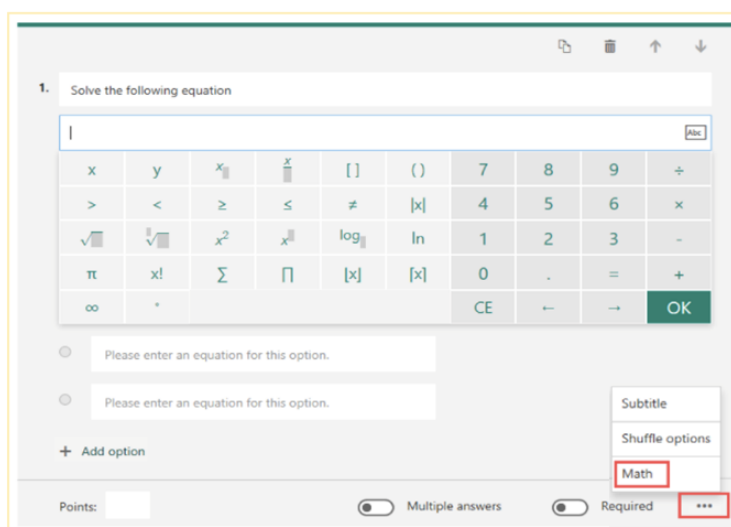 1. Solve the following equation
Abc
x y x [ ] ( ) 7 8 9 ÷
x
> < ≥ ≤ ≠ |x| 4 5 6 ×
√ √ x² x log ln 1 2 3 -
π x! Σ ∏ ⌊x⌋ ⌈x⌉ 0 . = +
∞ ° CE ← → OK
Please enter an equation for this option.
Please enter an equation for this option.
Subtitle
Shuffle options
+ Add option
Math
Points: Multiple answers Required ...